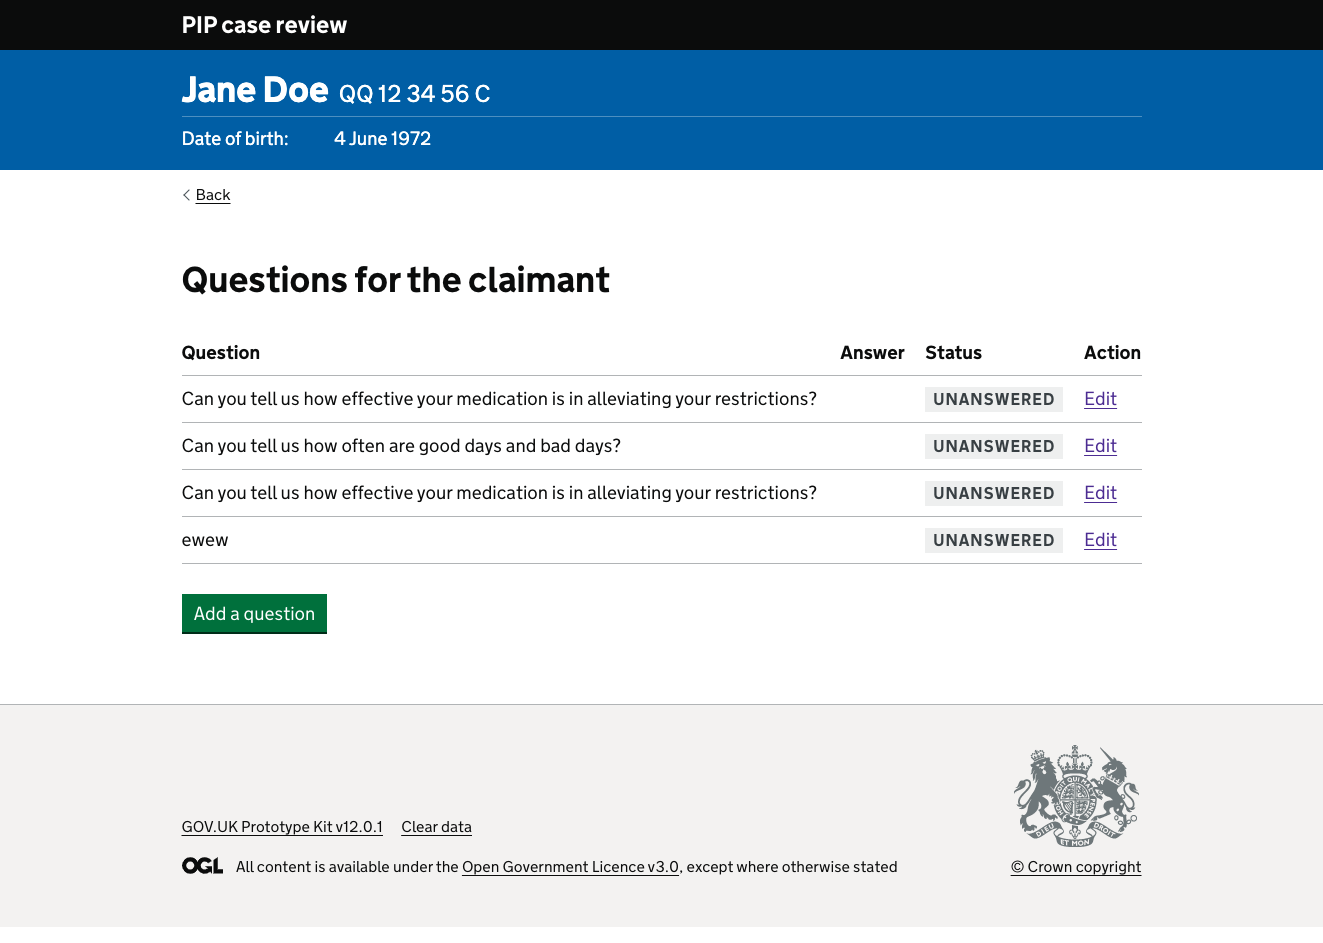 PIP case review
Jane Doe QQ 12 34 56 C
Date of birth: 4 June 1972
Back
Questions for the claimant
Question Answer Status Action
Can you tell us how effective your medication is in alleviating your restrictions? UNANSWERED Edit
Can you tell us how often are good days and bad days? UNANSWERED Edit
Can you tell us how effective your medication is in alleviating your restrictions? UNANSWERED Edit
ewew UNANSWERED Edit
Add a question
GOV.UK Prototype Kit v12.0.1 Clear data
DIEU ET MON DROIT
OGL All content is available under the Open Government Licence v3.0, except where otherwise stated © Crown copyright